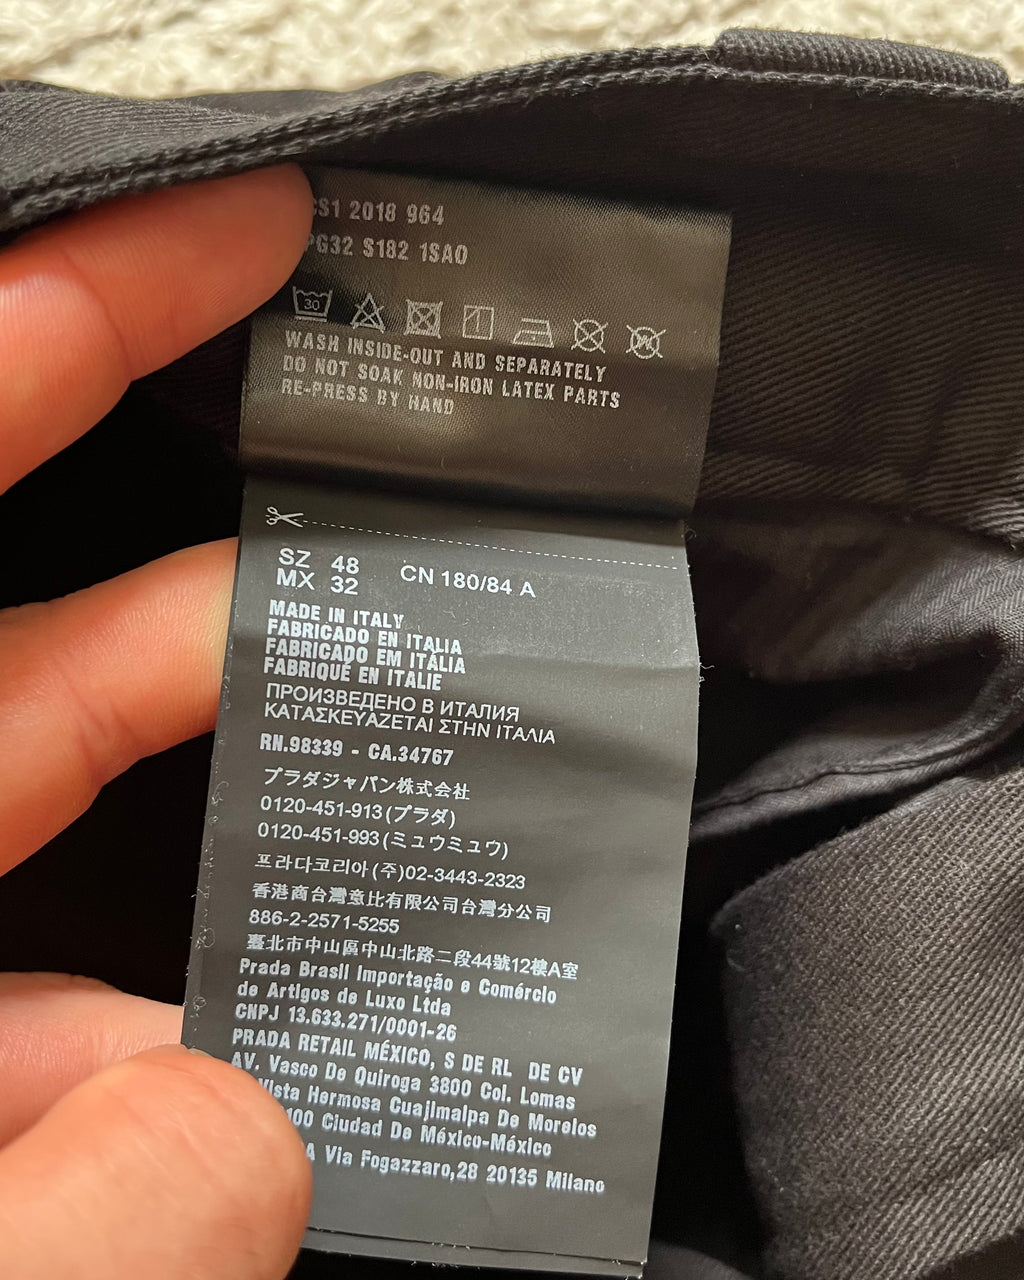 2018 964
S182 1SA0
30
WASH INSIDE-OUT AND SEPARATELY
DO NOT SOAK NON-IRON LATEX PARTS
RE-PRESS BY HAND
SZ 48
MX 32
CN 180/84 A
MADE IN ITALY
FABRICADO EN ITALIA
FABRICADO EM ITÁLIA
FABRIQUÉ EN ITALIE
ПРОИЗВЕДЕНО В ИТАЛИЯ
ΚΑΤΑΣΚΕΥΑΖΕΤΑΙ ΣΤΗΝ ΙΤΑΛΙΑ
RN.98339 - CA.34767
プラダジャパン株式会社
0120-451-913(プラダ)
0120-451-993(ミュウミュウ)
프라다코리아(주)02-3443-2323
香港商台灣意比有限公司台灣分公司
886-2-2571-5255
臺北市中山區中山北路二段44號12樓A室
Prada Brasil Importação e Comércio
de Artigos de Luxo Ltda
CNPJ 13.633.271/0001-26
PRADA RETAIL MÉXICO, S DE RL DE CV
AV. Vasco De Quiroga 3800 Col. Lomas
Vista Hermosa Cuajimalpa De Morelos
Ciudad De México-México
Via Fogazzaro,28 20135 Milano